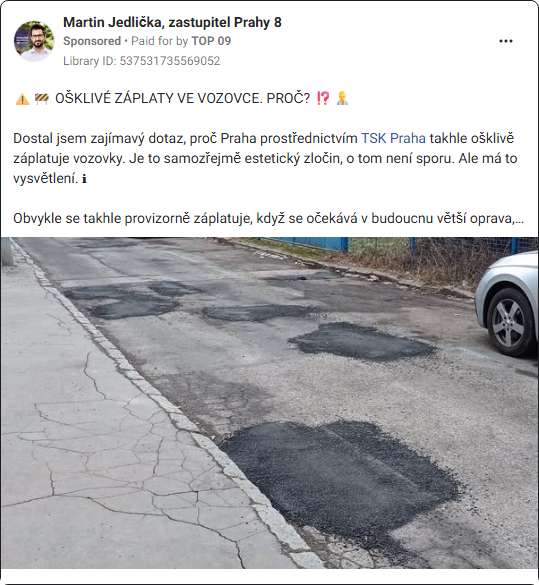 Martin Jedlička, zastupitel Prahy 8
Sponsored • Paid for by TOP 09
Library ID: 537531735569052
⚠️ 🚧 OŠKLIVÉ ZÁPLATY VE VOZOVCE. PROČ? ⁉️ 👷
Dostal jsem zajímavý dotaz, proč Praha prostřednictvím TSK Praha takhle ošklivě
záplatuje vozovky. Je to samozřejmě estetický zločin, o tom není sporu. Ale má to
vysvětlení. ℹ
Obvykle se takhle provizorně záplatuje, když se očekává v budoucnu větší oprava,...